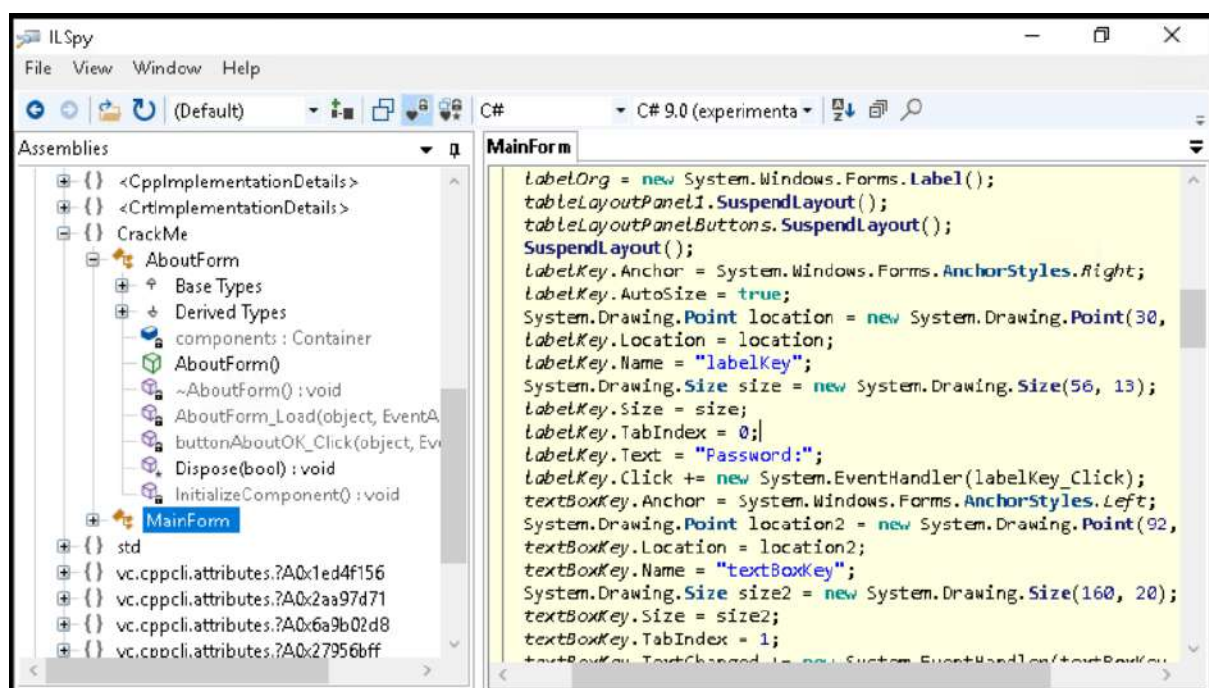 ILSpy
File View Window Help
(Default) C# C# 9.0 (experimenta
Assemblies
<CppImplementationDetails>
<CrtImplementationDetails>
CrackMe
AboutForm
Base Types
Derived Types
components : Container
AboutForm()
~AboutForm() : void
AboutForm_Load(object, EventA
buttonAboutOK_Click(object, Eve
Dispose(bool) : void
InitializeComponent() : void
MainForm
{} std
{} vc.cppcli.attributes.?A0x1ed4f156
{} vc.cppcli.attributes.?A0x2aa97d71
{} vc.cppcli.attributes.?A0x6a9b02d8
{} vc.cppcli.attributes.?A0x27956bff
MainForm
labelOrg = new System.Windows.Forms.Label();
tableLayoutPanel1.SuspendLayout();
tableLayoutPanelButtons.SuspendLayout();
SuspendLayout();
labelKey.Anchor = System.Windows.Forms.AnchorStyles.Right;
labelKey.AutoSize = true;
System.Drawing.Point location = new System.Drawing.Point(30,
labelKey.Location = location;
labelKey.Name = "labelKey";
System.Drawing.Size size = new System.Drawing.Size(56, 13);
labelKey.Size = size;
labelKey.TabIndex = 0;
labelKey.Text = "Password:";
labelKey.Click += new System.EventHandler(labelKey_Click);
textBoxKey.Anchor = System.Windows.Forms.AnchorStyles.Left;
System.Drawing.Point location2 = new System.Drawing.Point(92,
textBoxKey.Location = location2;
textBoxKey.Name = "textBoxKey";
System.Drawing.Size size2 = new System.Drawing.Size(160, 20);
textBoxKey.Size = size2;
textBoxKey.TabIndex = 1;
textBoxKey.TextChanged += new System.EventHandler(textBoxKey